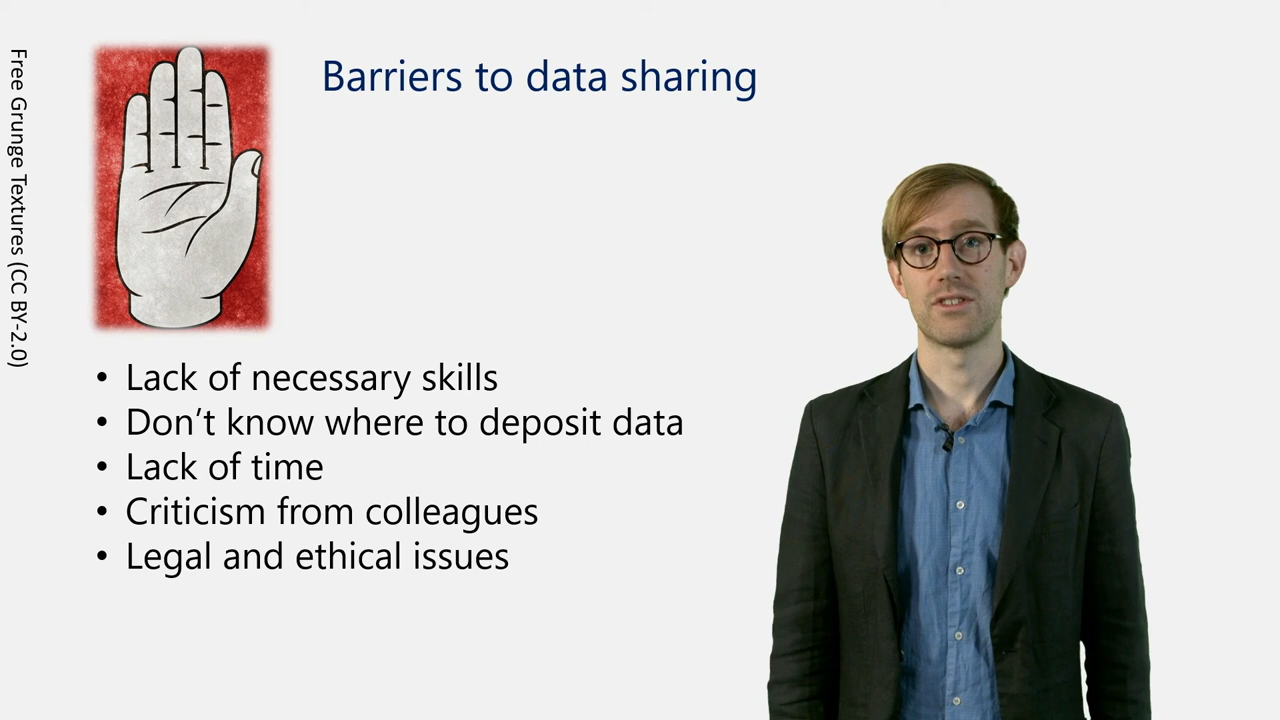 Barriers to data sharing
Free Grunge Textures (CC BY-2.0)
• Lack of necessary skills
• Don’t know where to deposit data
• Lack of time
• Criticism from colleagues
• Legal and ethical issues